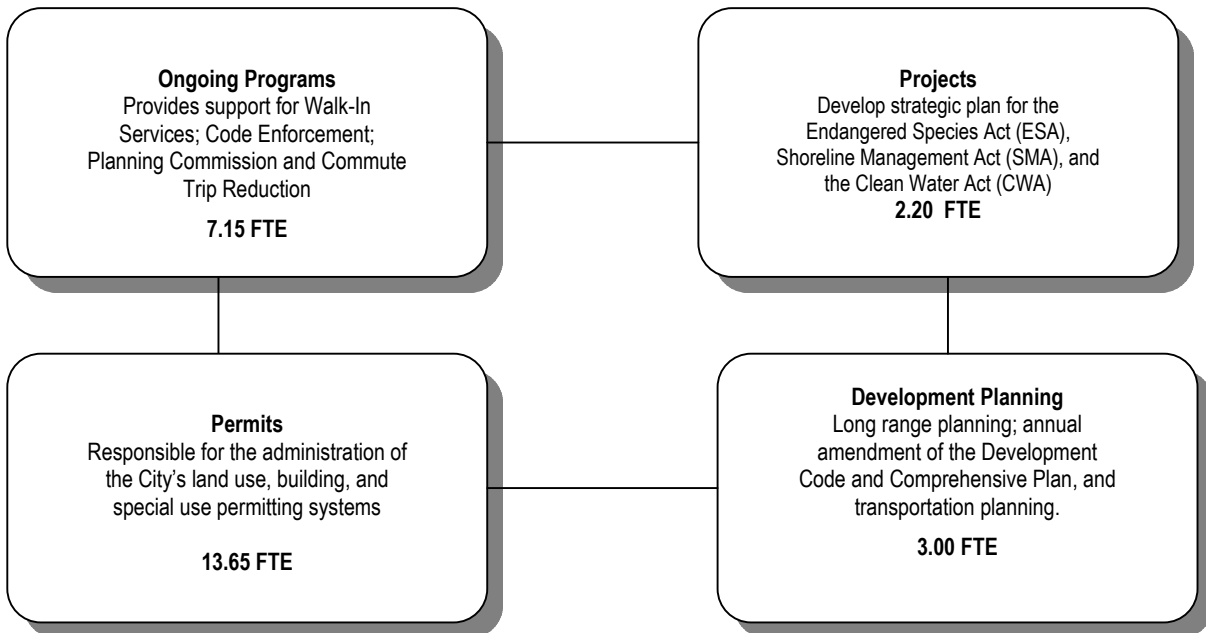 Ongoing Programs
Provides support for Walk-In
Services; Code Enforcement;
Planning Commission and Commute
Trip Reduction
7.15 FTE
Projects
Develop strategic plan for the
Endangered Species Act (ESA),
Shoreline Management Act (SMA), and
the Clean Water Act (CWA)
2.20 FTE
Permits
Responsible for the administration of
the City’s land use, building, and
special use permitting systems
13.65 FTE
Development Planning
Long range planning; annual
amendment of the Development
Code and Comprehensive Plan, and
transportation planning.
3.00 FTE